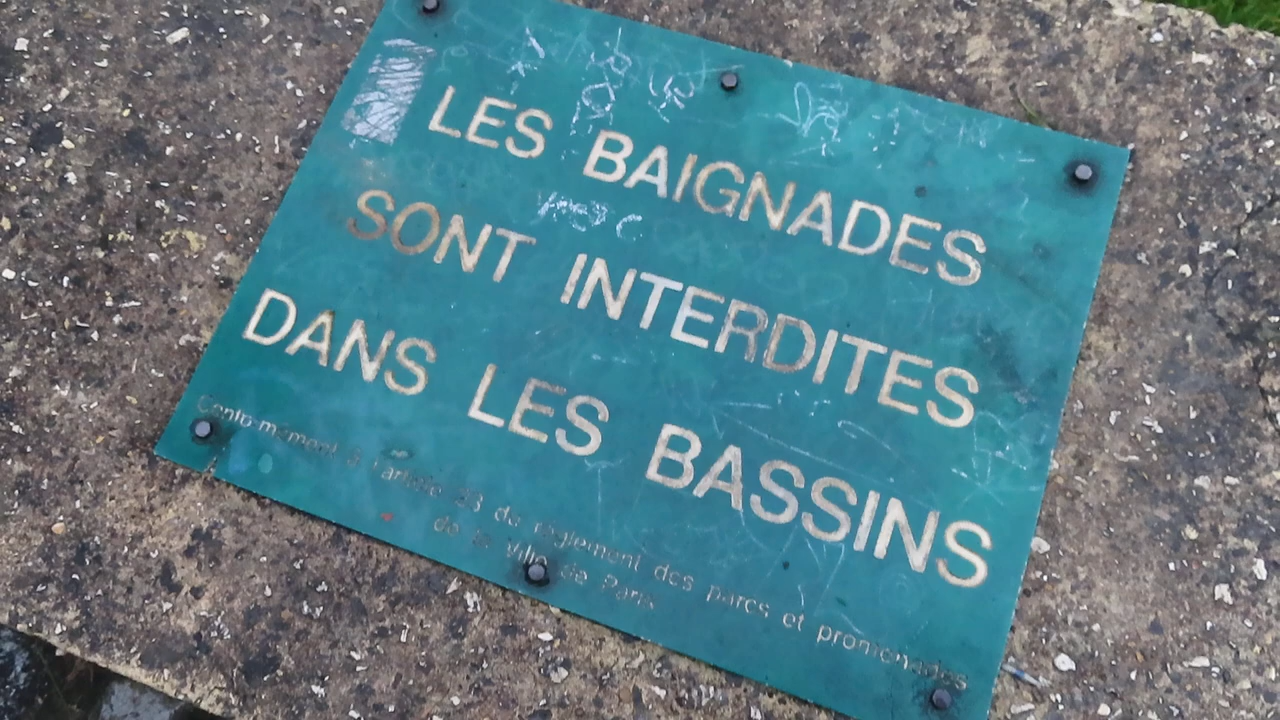 LES BAIGNADES
SONT INTERDITES
DANS LES BASSINS
l'article 23 du règlement des parcs et promenades
de la Ville de Paris